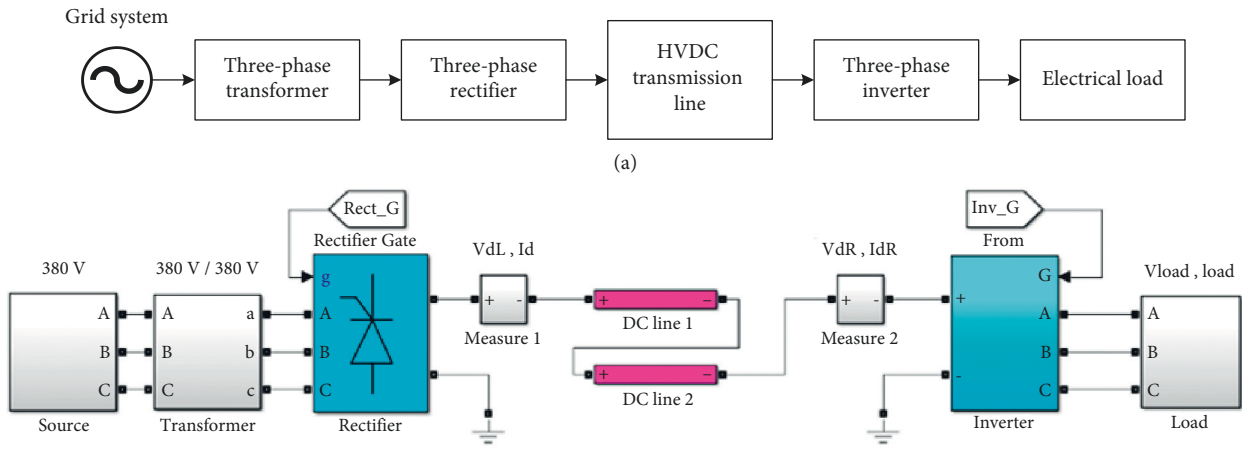 Grid system
Three-phase
transformer
Three-phase
rectifier
HVDC
transmission
line
Three-phase
inverter
Electrical load
(a)
Rect_G
Rectifier Gate
Inv_G
From
380 V
380 V / 380 V
VdL , Id
VdR , IdR
Vload , load
A
B
C
Source
A
B
C
a
b
c
Transformer
g
A
B
C
Rectifier
+ -
Measure 1
+ −
DC line 1
+ −
DC line 2
+ -
Measure 2
+
-
G
A
B
C
Inverter
A
B
C
Load